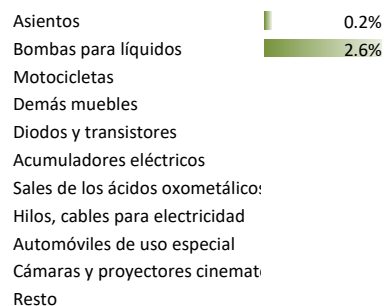 Asientos 0.2%
Bombas para líquidos 2.6%
Motocicletas
Demás muebles
Diodos y transistores
Acumuladores eléctricos
Sales de los ácidos oxometálicos
Hilos, cables para electricidad
Automóviles de uso especial
Cámaras y proyectores cinemat
Resto